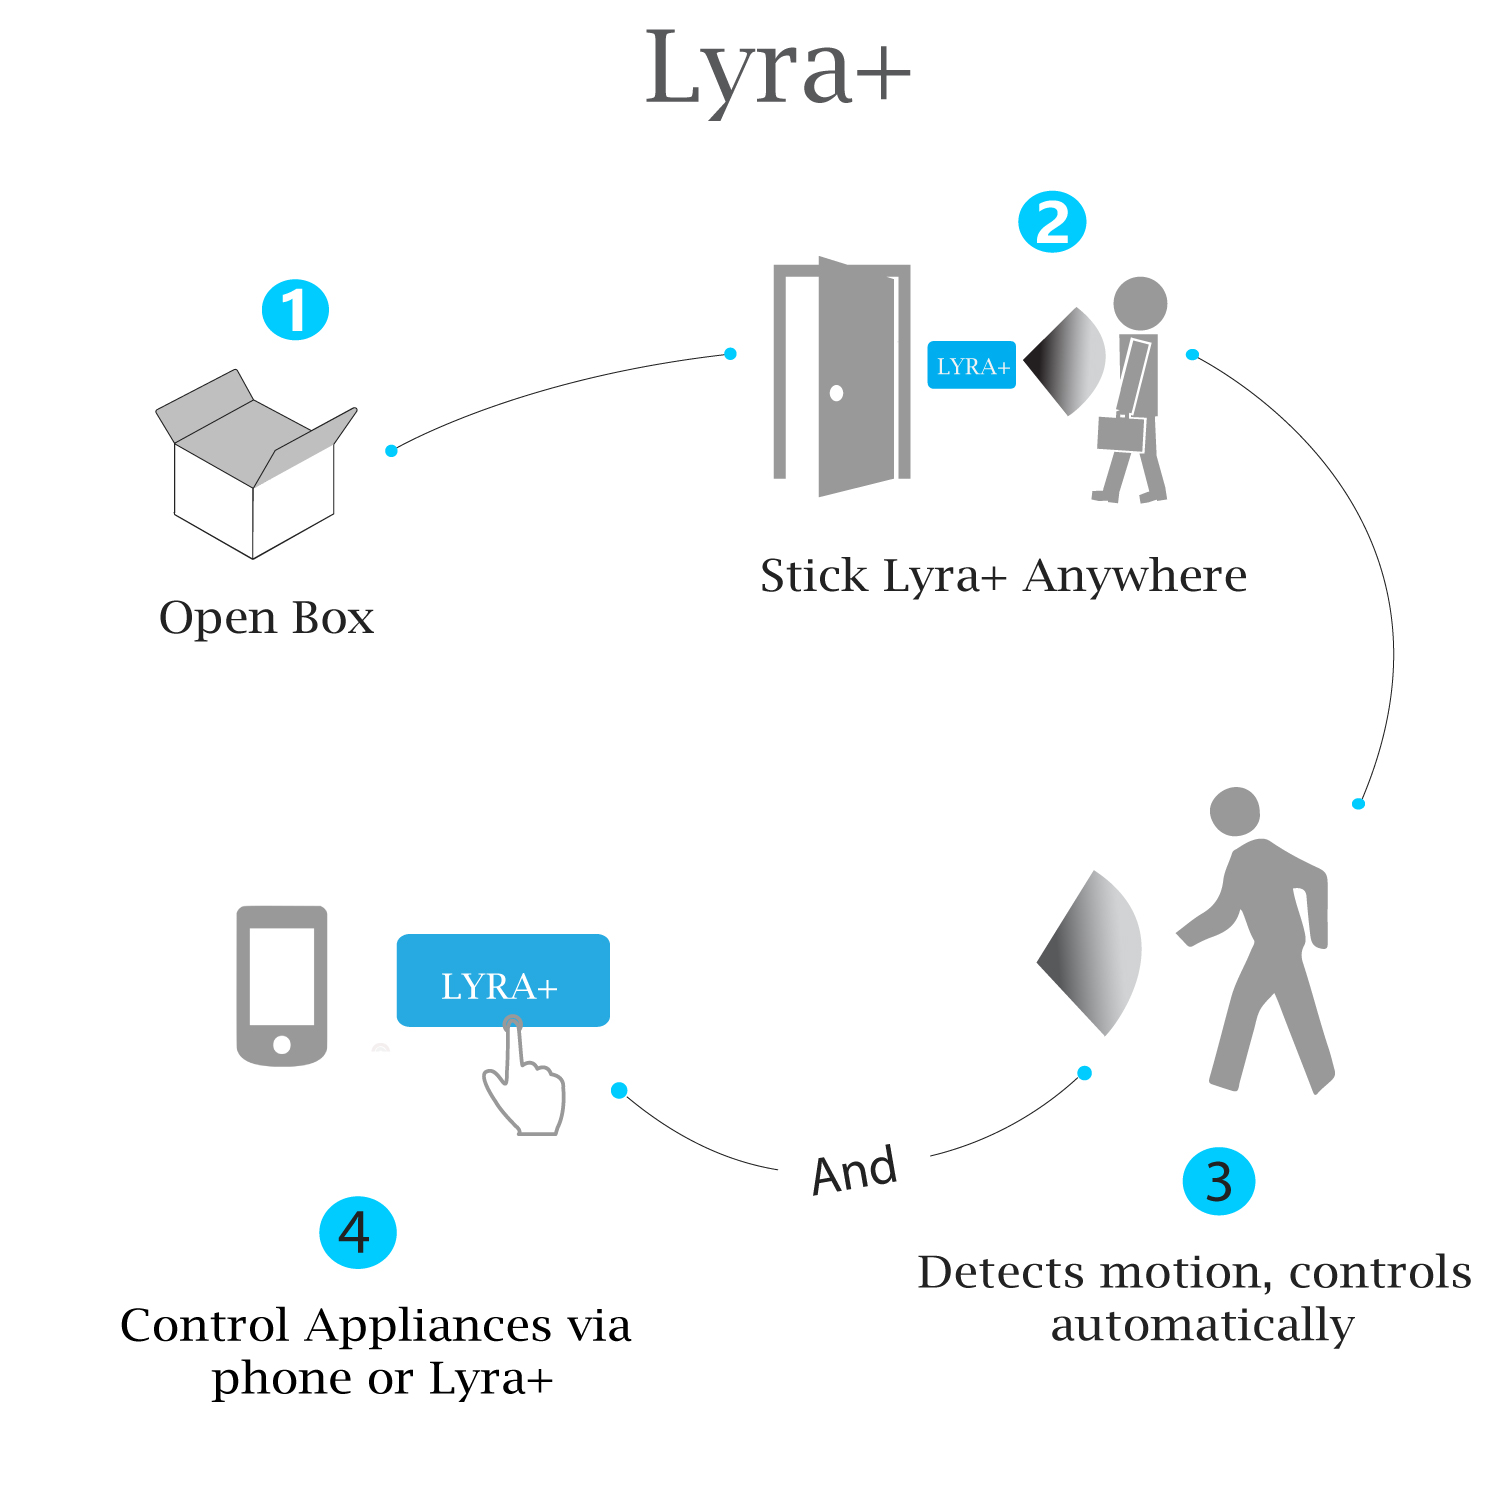 Lyra+
1
Open Box
2
LYRA+
Stick Lyra+ Anywhere
3
Detects motion, controls
automatically
And
LYRA+
4
Control Appliances via
phone or Lyra+